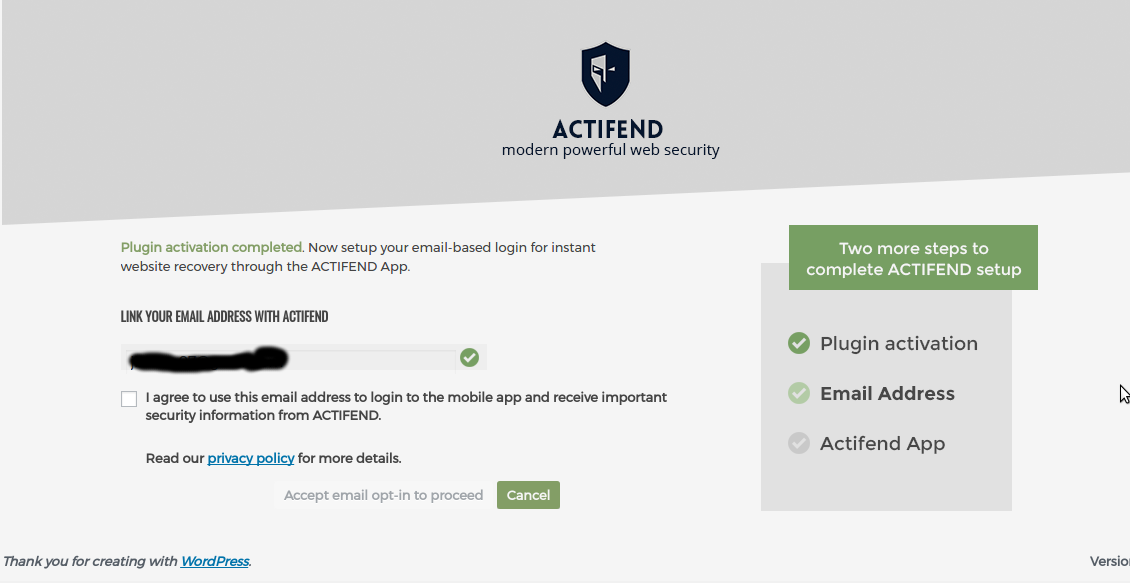 ACTIFEND
modern powerful web security
Plugin activation completed. Now setup your email-based login for instant
website recovery through the ACTIFEND App.
LINK YOUR EMAIL ADDRESS WITH ACTIFEND
I agree to use this email address to login to the mobile app and receive important
security information from ACTIFEND.
Read our privacy policy for more details.
Accept email opt-in to proceed
Cancel
Two more steps to
complete ACTIFEND setup
Plugin activation
Email Address
Actifend App
Thank you for creating with WordPress.
Versio